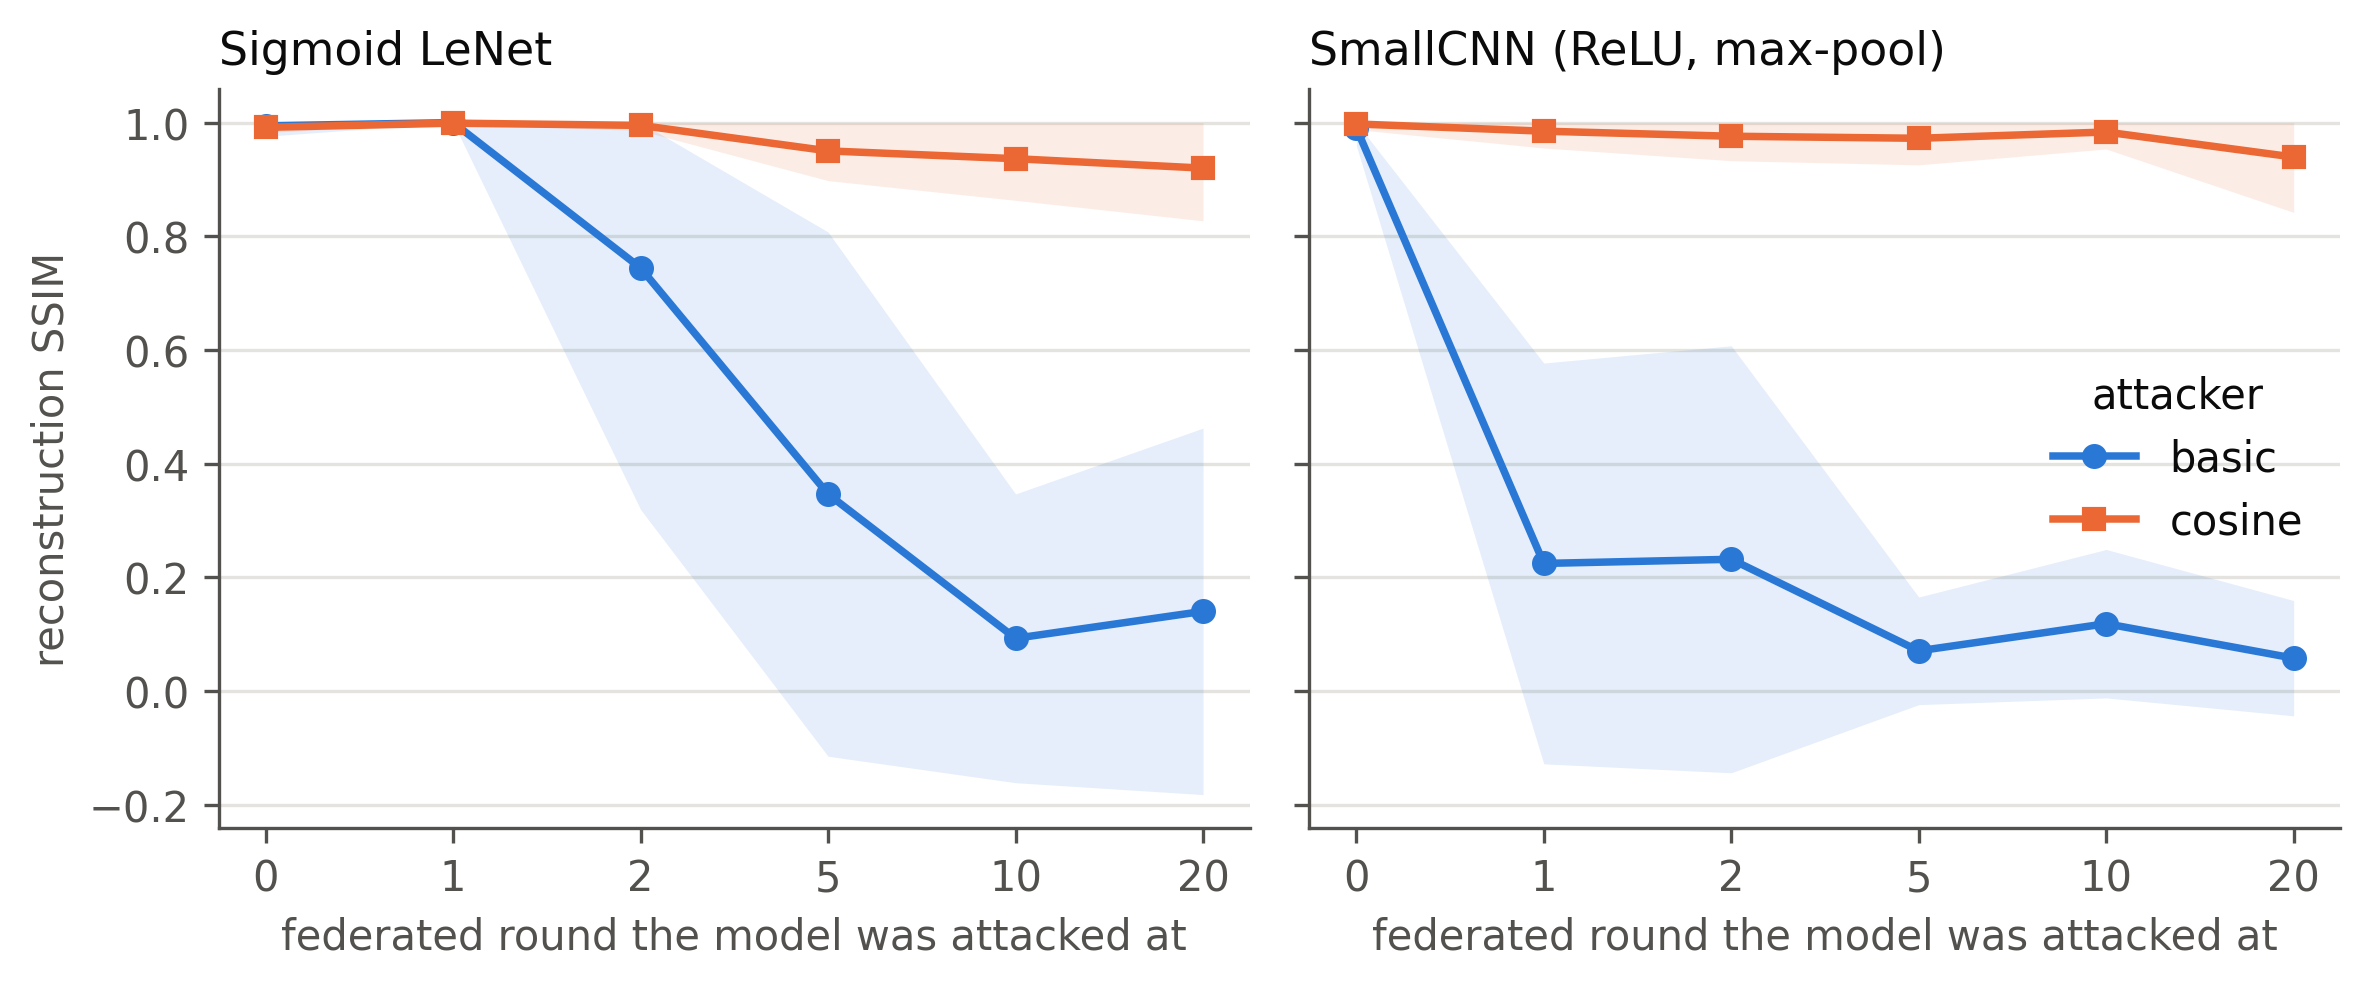 Sigmoid LeNet
SmallCNN (ReLU, max-pool)
reconstruction SSIM
1.0
0.8
0.6
0.4
0.2
0.0
−0.2
attacker
basic
cosine
0 1 2 5 10 20
0 1 2 5 10 20
federated round the model was attacked at
federated round the model was attacked at